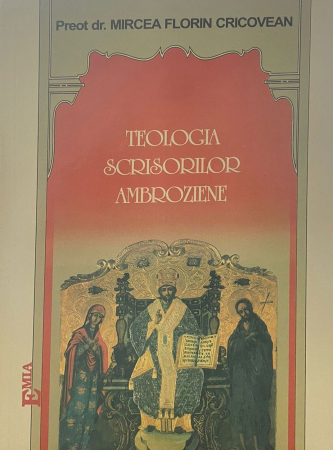 Preot dr. MIRCEA FLORIN CRICOVEAN
TEOLOGIA
SCRISORILOR
AMBROZIENE
EMIA